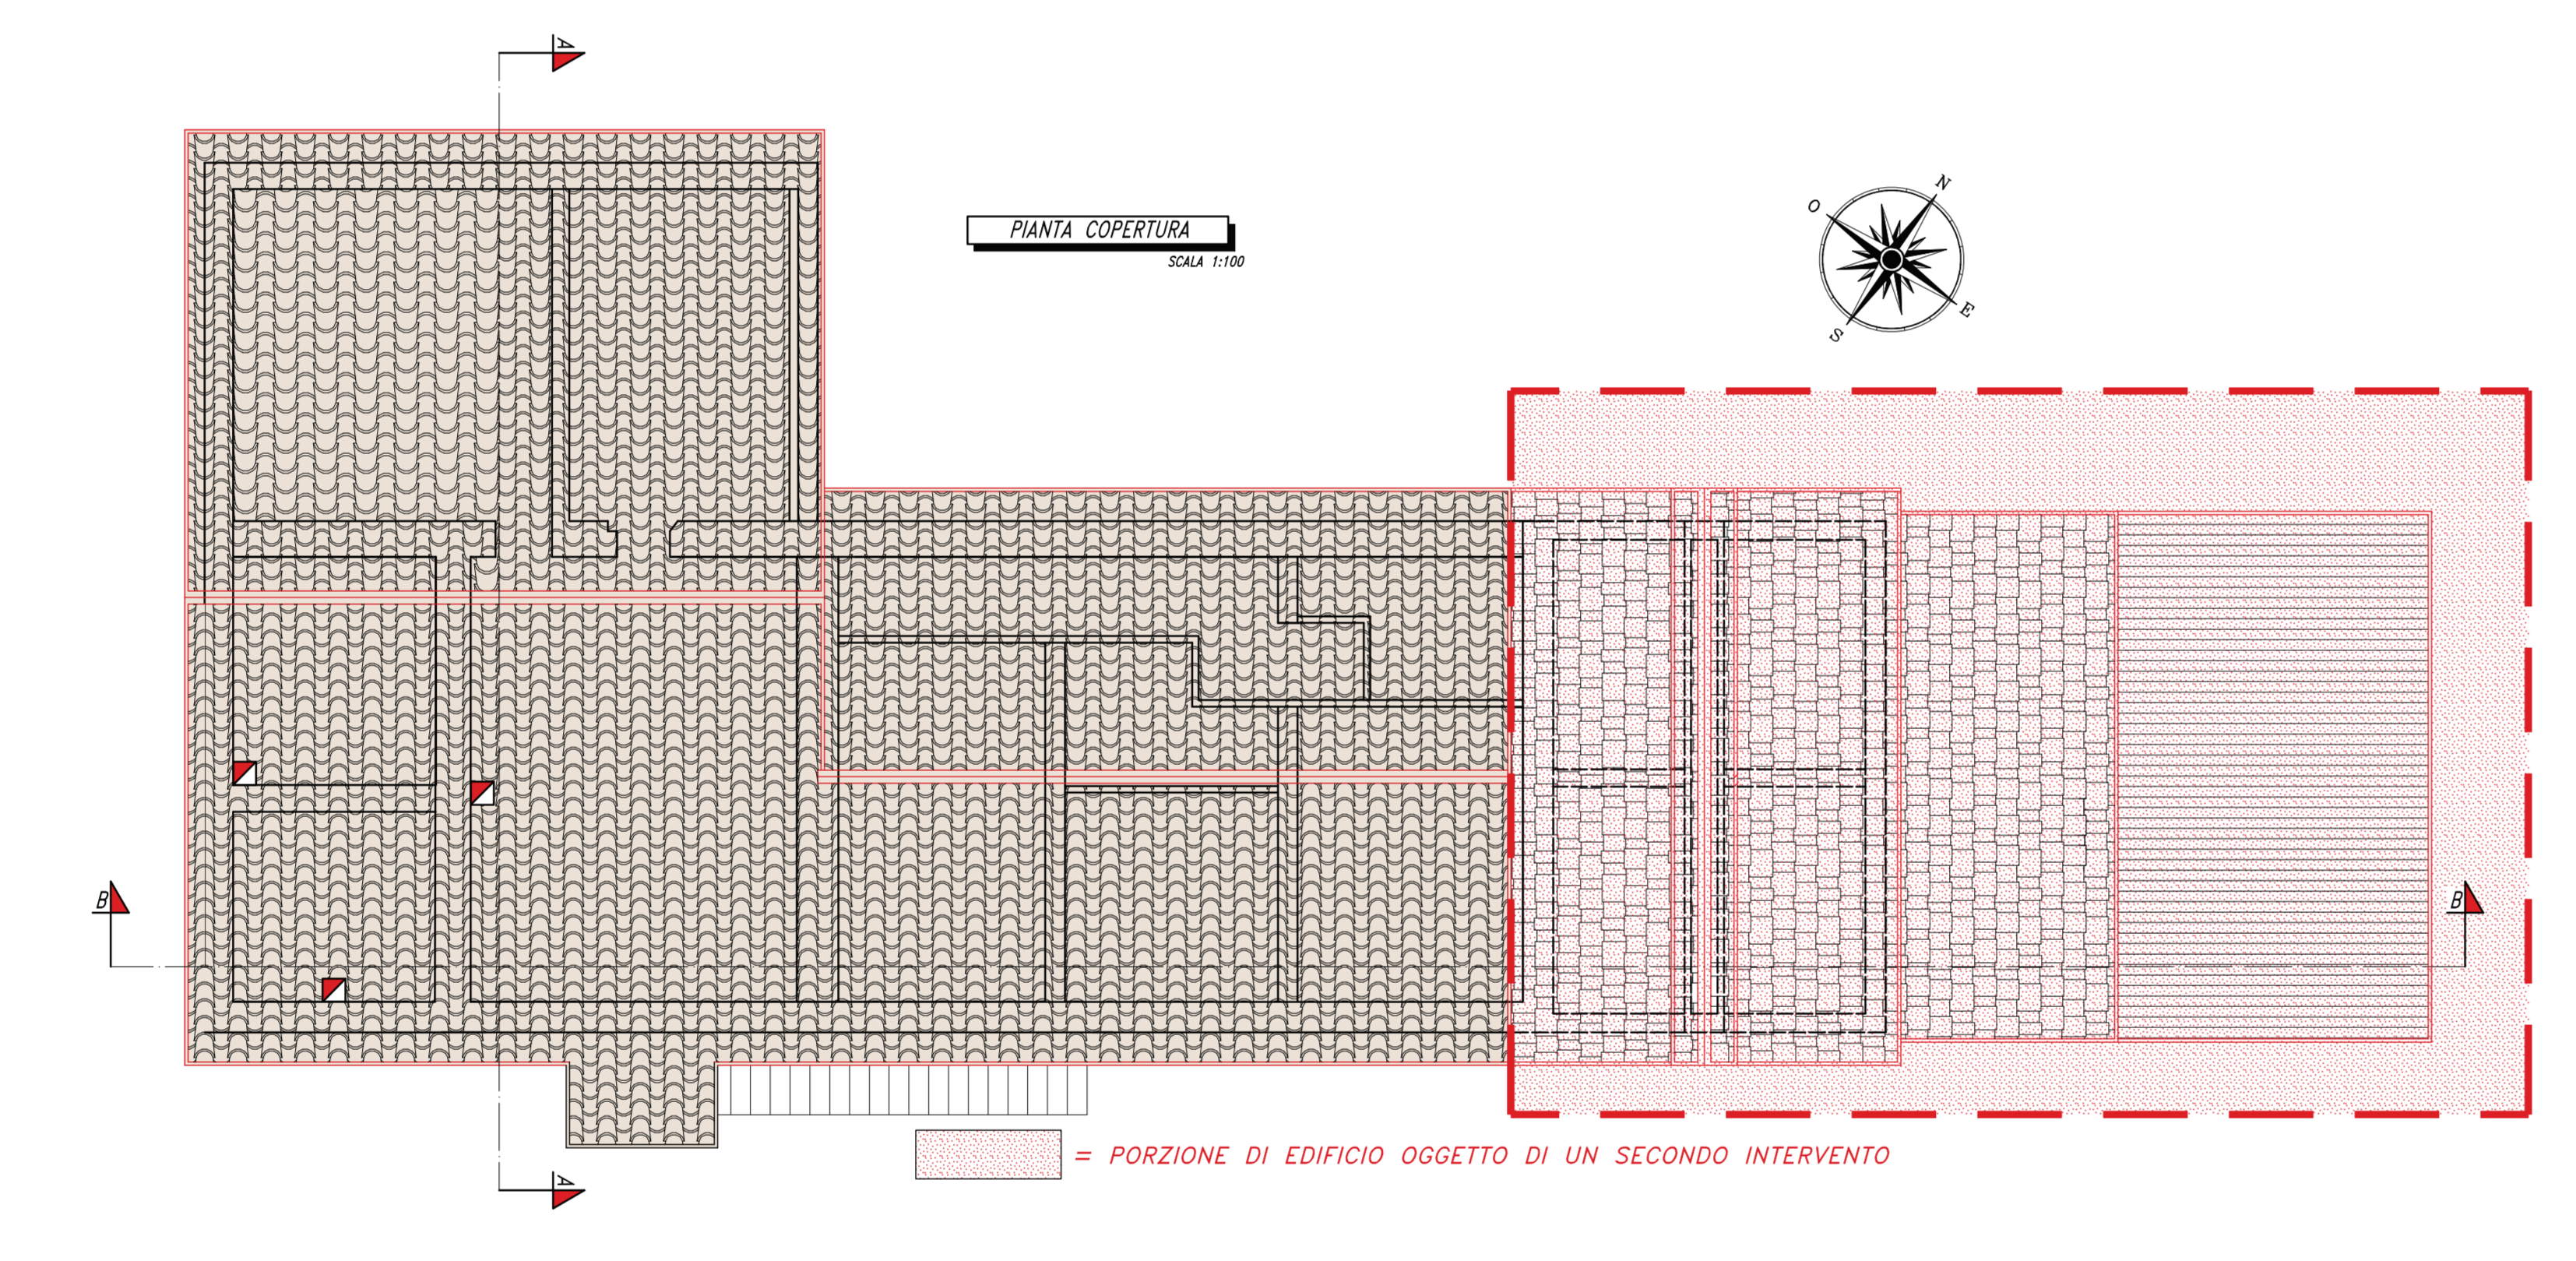 A
PIANTA COPERTURA
SCALA 1:100
N
O
E
S
B
B
= PORZIONE DI EDIFICIO OGGETTO DI UN SECONDO INTERVENTO
A